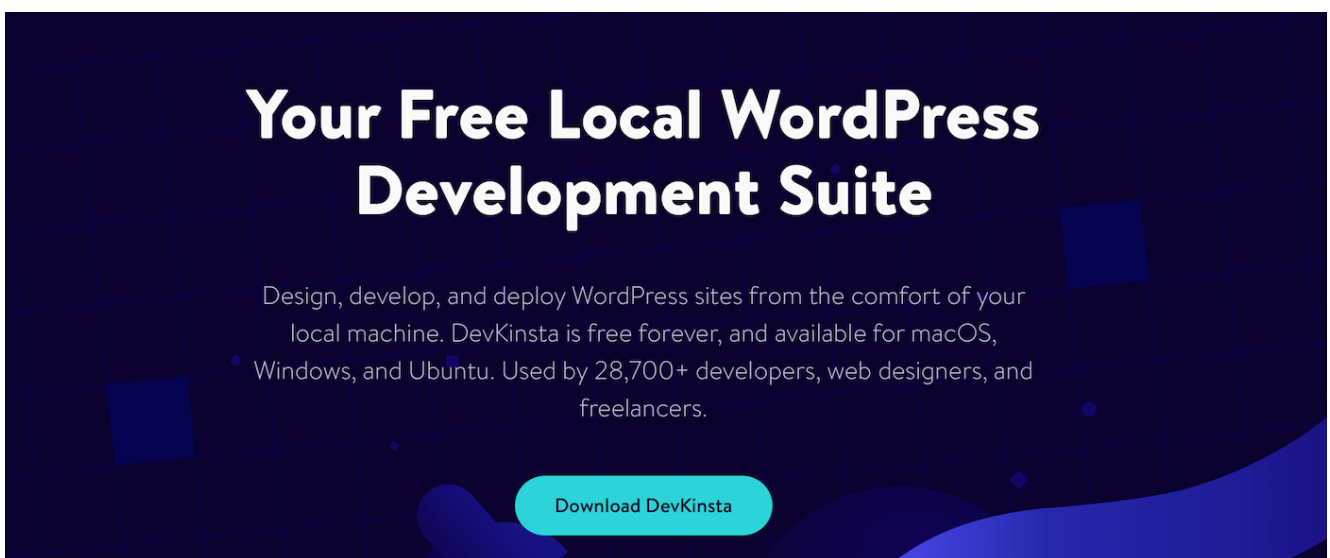 Your Free Local WordPress
Development Suite
Design, develop, and deploy WordPress sites from the comfort of your
local machine. DevKinsta is free forever, and available for macOS,
Windows, and Ubuntu. Used by 28,700+ developers, web designers, and
freelancers.
Download DevKinsta